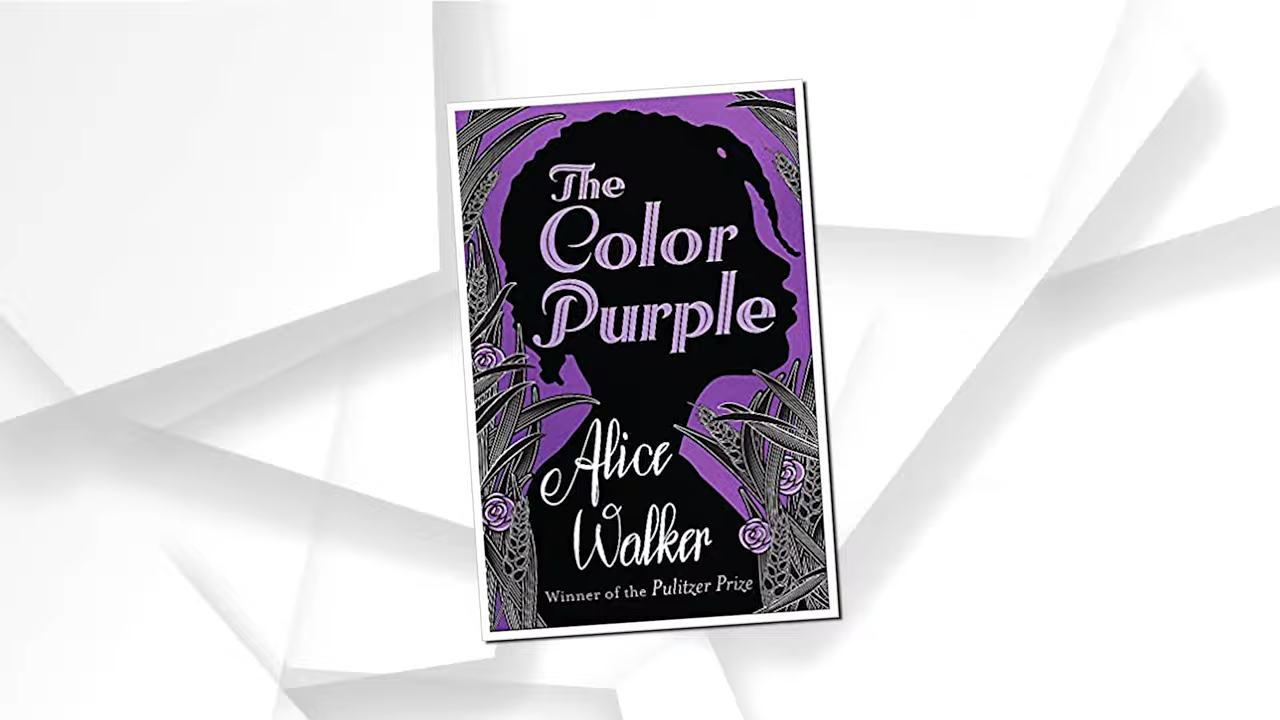 The
Color
Purple
Alice
Walker
Winner of the Pulitzer Prize